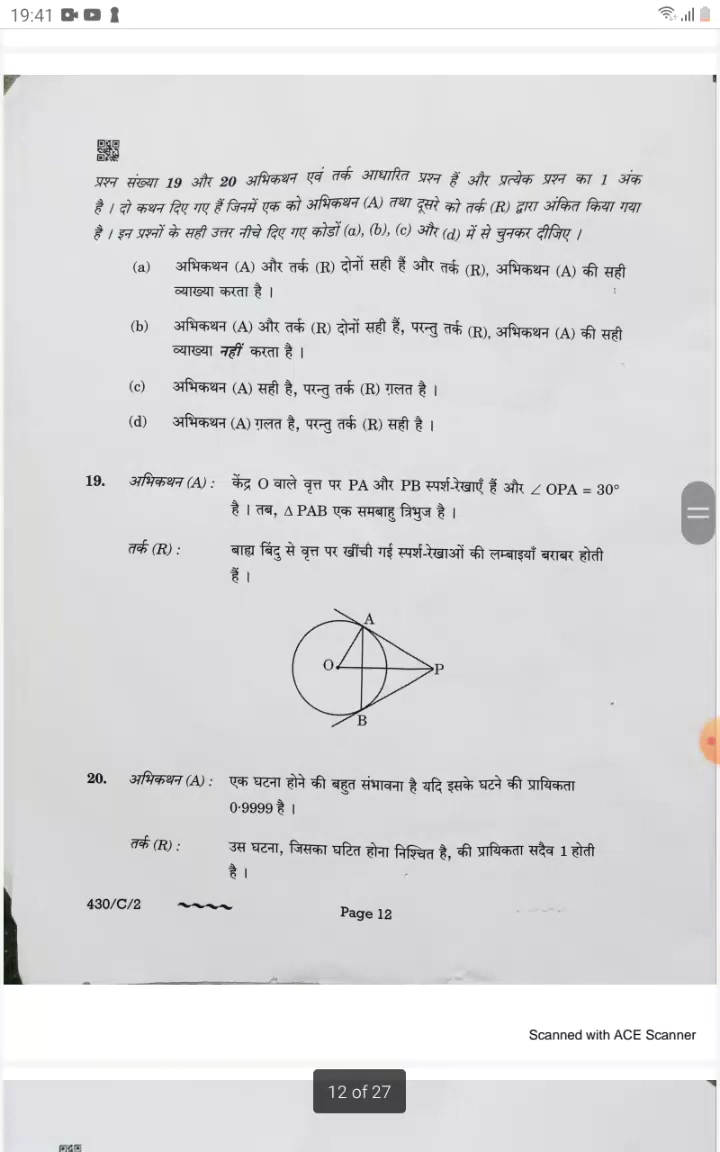 19:41
प्रश्न संख्या 19 और 20 अभिकथन एवं तर्क आधारित प्रश्न हैं और प्रत्येक प्रश्न का 1 अंक
है । दो कथन दिए गए हैं जिनमें एक को अभिकथन (A) तथा दूसरे को तर्क (R) द्वारा अंकित किया गया
है । इन प्रश्नों के सही उत्तर नीचे दिए गए कोडों (a), (b), (c) और (d) में से चुनकर दीजिए ।
(a) अभिकथन (A) और तर्क (R) दोनों सही हैं और तर्क (R), अभिकथन (A) की सही
व्याख्या करता है ।
(b) अभिकथन (A) और तर्क (R) दोनों सही हैं, परन्तु तर्क (R), अभिकथन (A) की सही
व्याख्या नहीं करता है ।
(c) अभिकथन (A) सही है, परन्तु तर्क (R) ग़लत है ।
(d) अभिकथन (A) ग़लत है, परन्तु तर्क (R) सही है ।
19. अभिकथन (A) : केंद्र O वाले वृत्त पर PA और PB स्पर्श-रेखाएँ हैं और ∠ OPA = 30°
है । तब, Δ PAB एक समबाहु त्रिभुज है ।
तर्क (R) : बाह्य बिंदु से वृत्त पर खींची गई स्पर्श-रेखाओं की लम्बाइयाँ बराबर होती
हैं ।
A
O
P
B
20. अभिकथन (A) : एक घटना होने की बहुत संभावना है यदि इसके घटने की प्रायिकता
0·9999 है ।
तर्क (R) : उस घटना, जिसका घटित होना निश्चित है, की प्रायिकता सदैव 1 होती
है ।
430/C/2
Page 12
Scanned with ACE Scanner
12 of 27